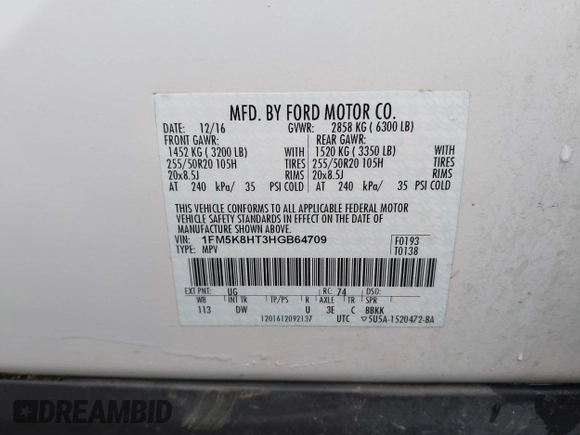 MFD. BY FORD MOTOR CO.
DATE: 12/16 GVWR: 2858 KG ( 6300 LB)
FRONT GAWR: REAR GAWR:
1452 KG ( 3200 LB) WITH 1520 KG ( 3350 LB) WITH
255/50R20 105H TIRES 255/50R20 105H TIRES
20x8.5J RIMS 20x8.5J RIMS
AT 240 kPa/ 35 PSI COLD AT 240 kPa/ 35 PSI COLD
THIS VEHICLE CONFORMS TO ALL APPLICABLE FEDERAL MOTOR
VEHICLE SAFETY STANDARDS IN EFFECT ON THE DATE OF
MANUFACTURE SHOWN ABOVE.
VIN: 1FM5K8HT3HGB64709 F0193
TYPE: MPV T0138
EXT PNT: UG RC: 74 DSO:
WB INT TR TP/PS R AXLE TR SPR
113 DW U 3E C BBKK
1201612092137 UTC ▽5U5A-1520472-BA
DREAMBID